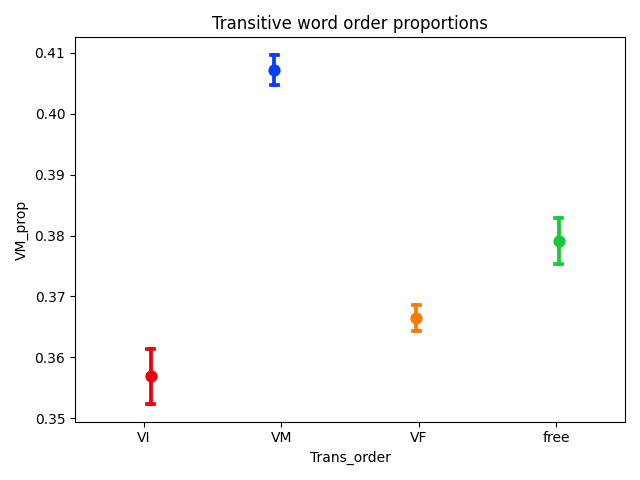 Transitive word order proportions
0.41
0.40
0.39
0.38
0.37
0.36
0.35
VM_prop
VI
VM
VF
free
Trans_order